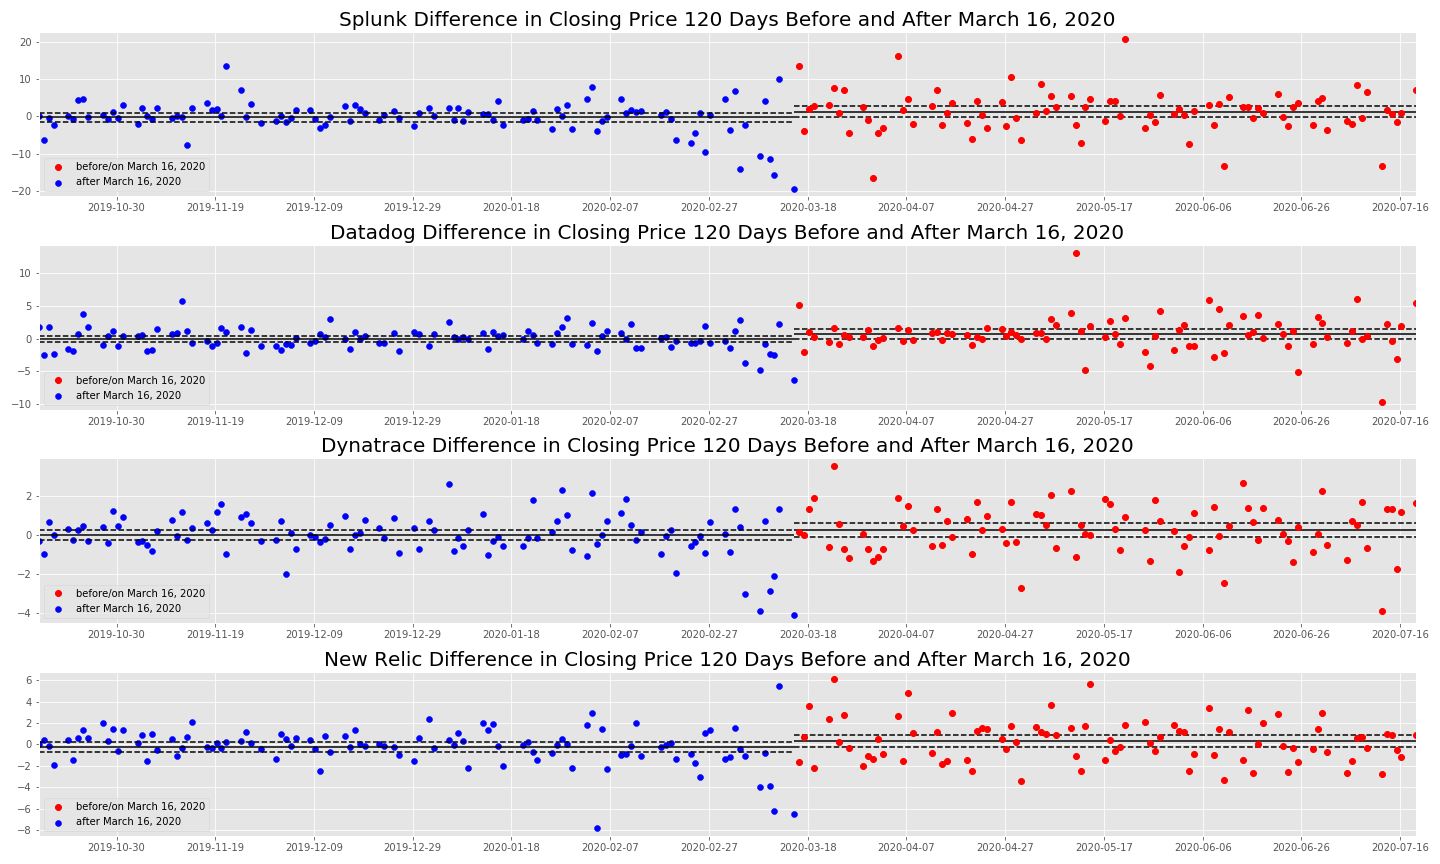 Splunk Difference in Closing Price 120 Days Before and After March 16, 2020
20
10
0
−10
−20
before/on March 16, 2020
after March 16, 2020
2019-10-30 2019-11-19 2019-12-09 2019-12-29 2020-01-18 2020-02-07 2020-02-27 2020-03-18 2020-04-07 2020-04-27 2020-05-17 2020-06-06 2020-06-26 2020-07-16
Datadog Difference in Closing Price 120 Days Before and After March 16, 2020
10
5
0
−5
−10
before/on March 16, 2020
after March 16, 2020
2019-10-30 2019-11-19 2019-12-09 2019-12-29 2020-01-18 2020-02-07 2020-02-27 2020-03-18 2020-04-07 2020-04-27 2020-05-17 2020-06-06 2020-06-26 2020-07-16
Dynatrace Difference in Closing Price 120 Days Before and After March 16, 2020
2
0
−2
−4
before/on March 16, 2020
after March 16, 2020
2019-10-30 2019-11-19 2019-12-09 2019-12-29 2020-01-18 2020-02-07 2020-02-27 2020-03-18 2020-04-07 2020-04-27 2020-05-17 2020-06-06 2020-06-26 2020-07-16
New Relic Difference in Closing Price 120 Days Before and After March 16, 2020
6
4
2
0
−2
−4
−6
−8
before/on March 16, 2020
after March 16, 2020
2019-10-30 2019-11-19 2019-12-09 2019-12-29 2020-01-18 2020-02-07 2020-02-27 2020-03-18 2020-04-07 2020-04-27 2020-05-17 2020-06-06 2020-06-26 2020-07-16